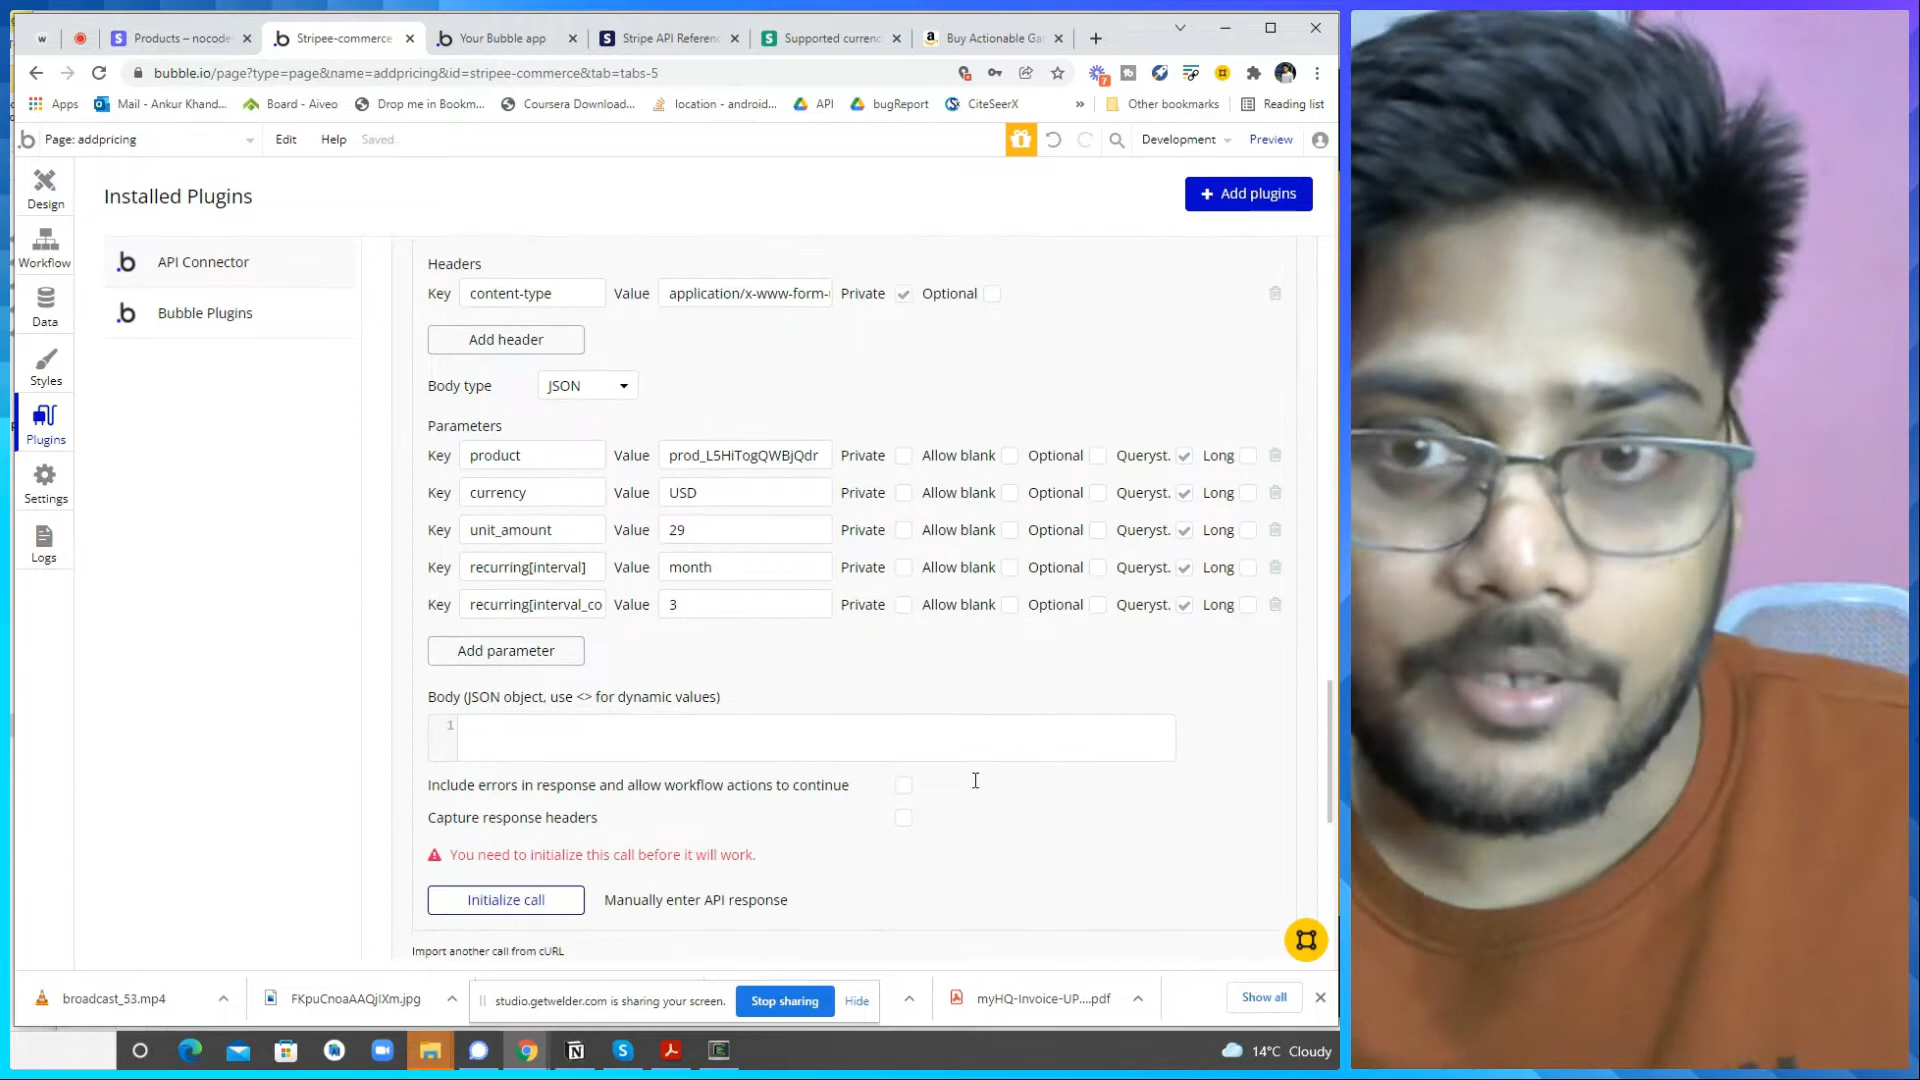 w
Products – nocode
Stripee-commerce
Your Bubble app
Stripe API Referenc
Supported currenc
Buy Actionable Ga
bubble.io/page?type=page&name=addpricing&id=stripee-commerce&tab=tabs-5
Apps
Mail - Ankur Khand...
Board - Aiveo
Drop me in Bookm...
Coursera Download...
location - android...
API
bugReport
CiteSeerX
»
Other bookmarks
Reading list
Page: addpricing
Edit
Help
Saved
Development
Preview
Design
Workflow
Data
Styles
Plugins
Settings
Logs
Installed Plugins
+ Add plugins
API Connector
Bubble Plugins
Headers
Key content-type Value application/x-www-form- Private Optional
Add header
Body type JSON
Parameters
Key product Value prod_L5HiTogQWBjQdr Private Allow blank Optional Queryst. Long
Key currency Value USD Private Allow blank Optional Queryst. Long
Key unit_amount Value 29 Private Allow blank Optional Queryst. Long
Key recurring[interval] Value month Private Allow blank Optional Queryst. Long
Key recurring[interval_co Value 3 Private Allow blank Optional Queryst. Long
Add parameter
Body (JSON object, use <> for dynamic values)
1
Include errors in response and allow workflow actions to continue
Capture response headers
You need to initialize this call before it will work.
Initialize call
Manually enter API response
Import another call from cURL
broadcast_53.mp4
FKpuCnoaAAQjIXm.jpg
studio.getwelder.com is sharing your screen.
Stop sharing
Hide
myHQ-Invoice-UP....pdf
Show all
14°C Cloudy